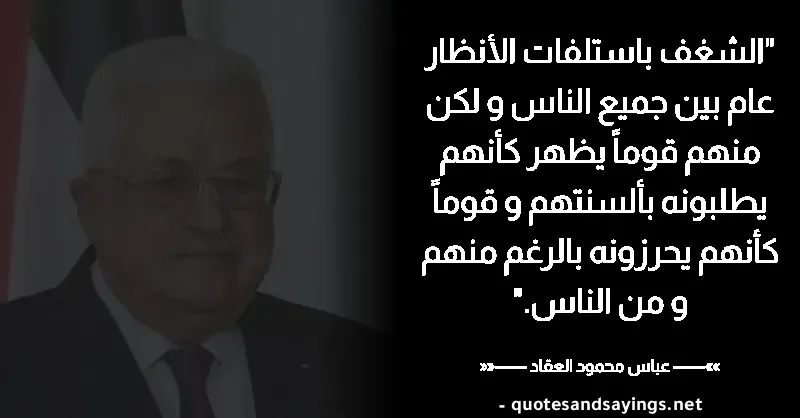 "الشغف باستلفات الأنظار
عام بين جميع الناس و لكن
منهم قوماً يظهر كأنهم
يطلبونه بألسنتهم و قوماً
كأنهم يحرزونه بالرغم منهم
و من الناس."
»»—— عباس محمود العقاد ——««
- quotesandsayings.net